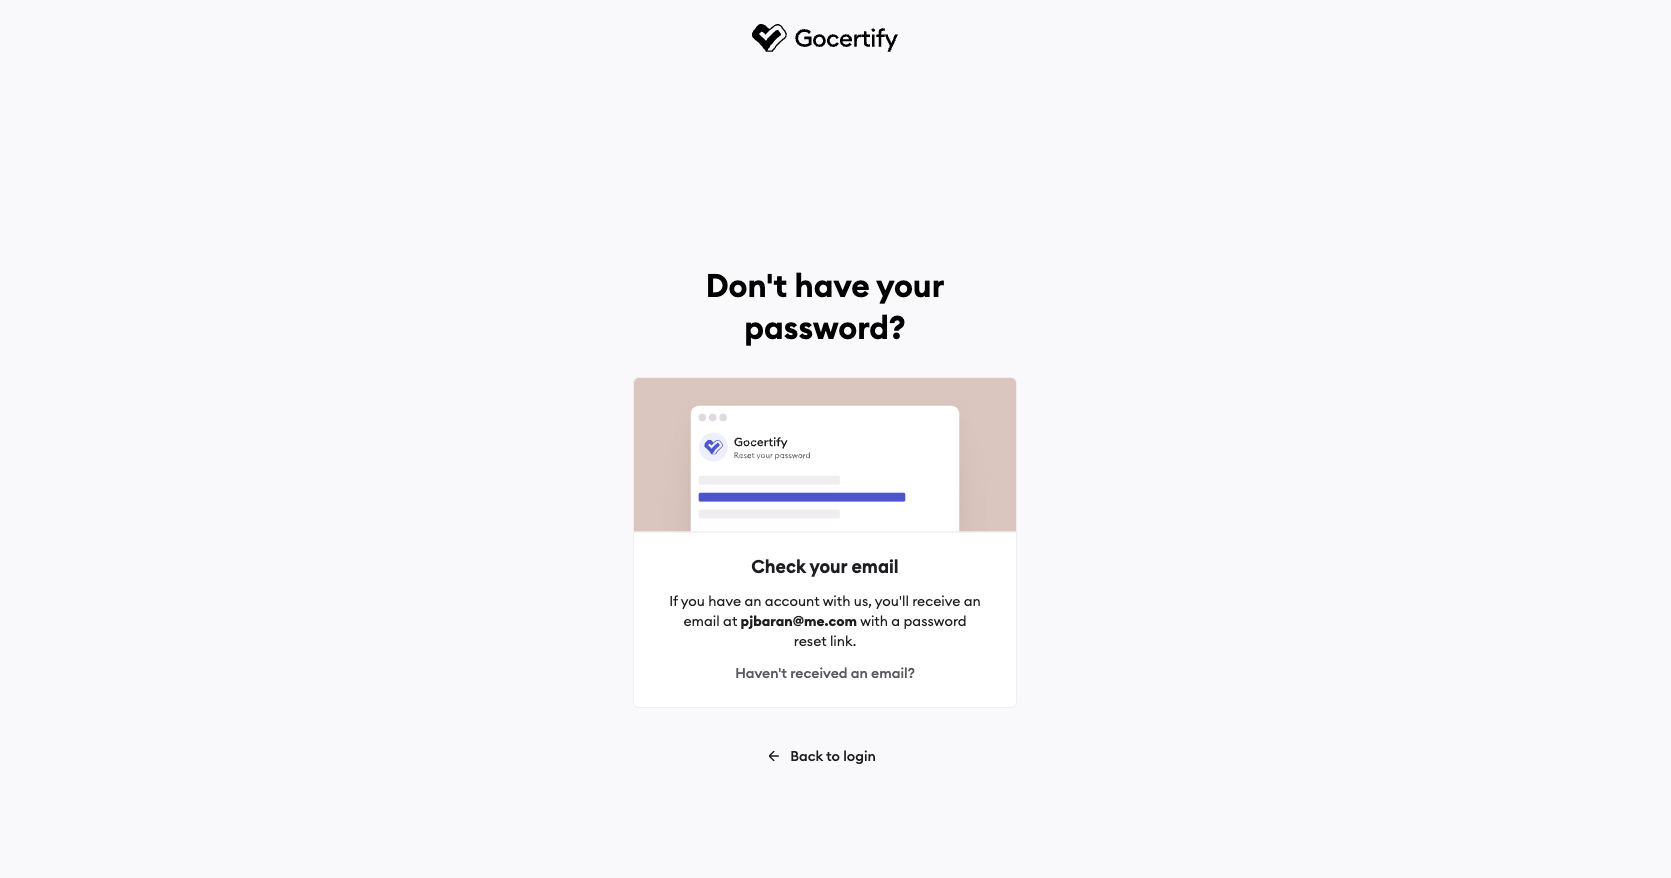 Gocertify
Don't have your
password?
Gocertify
Reset your password
Check your email
If you have an account with us, you'll receive an
email at pjbaran@me.com with a password
reset link.
Haven't received an email?
← Back to login